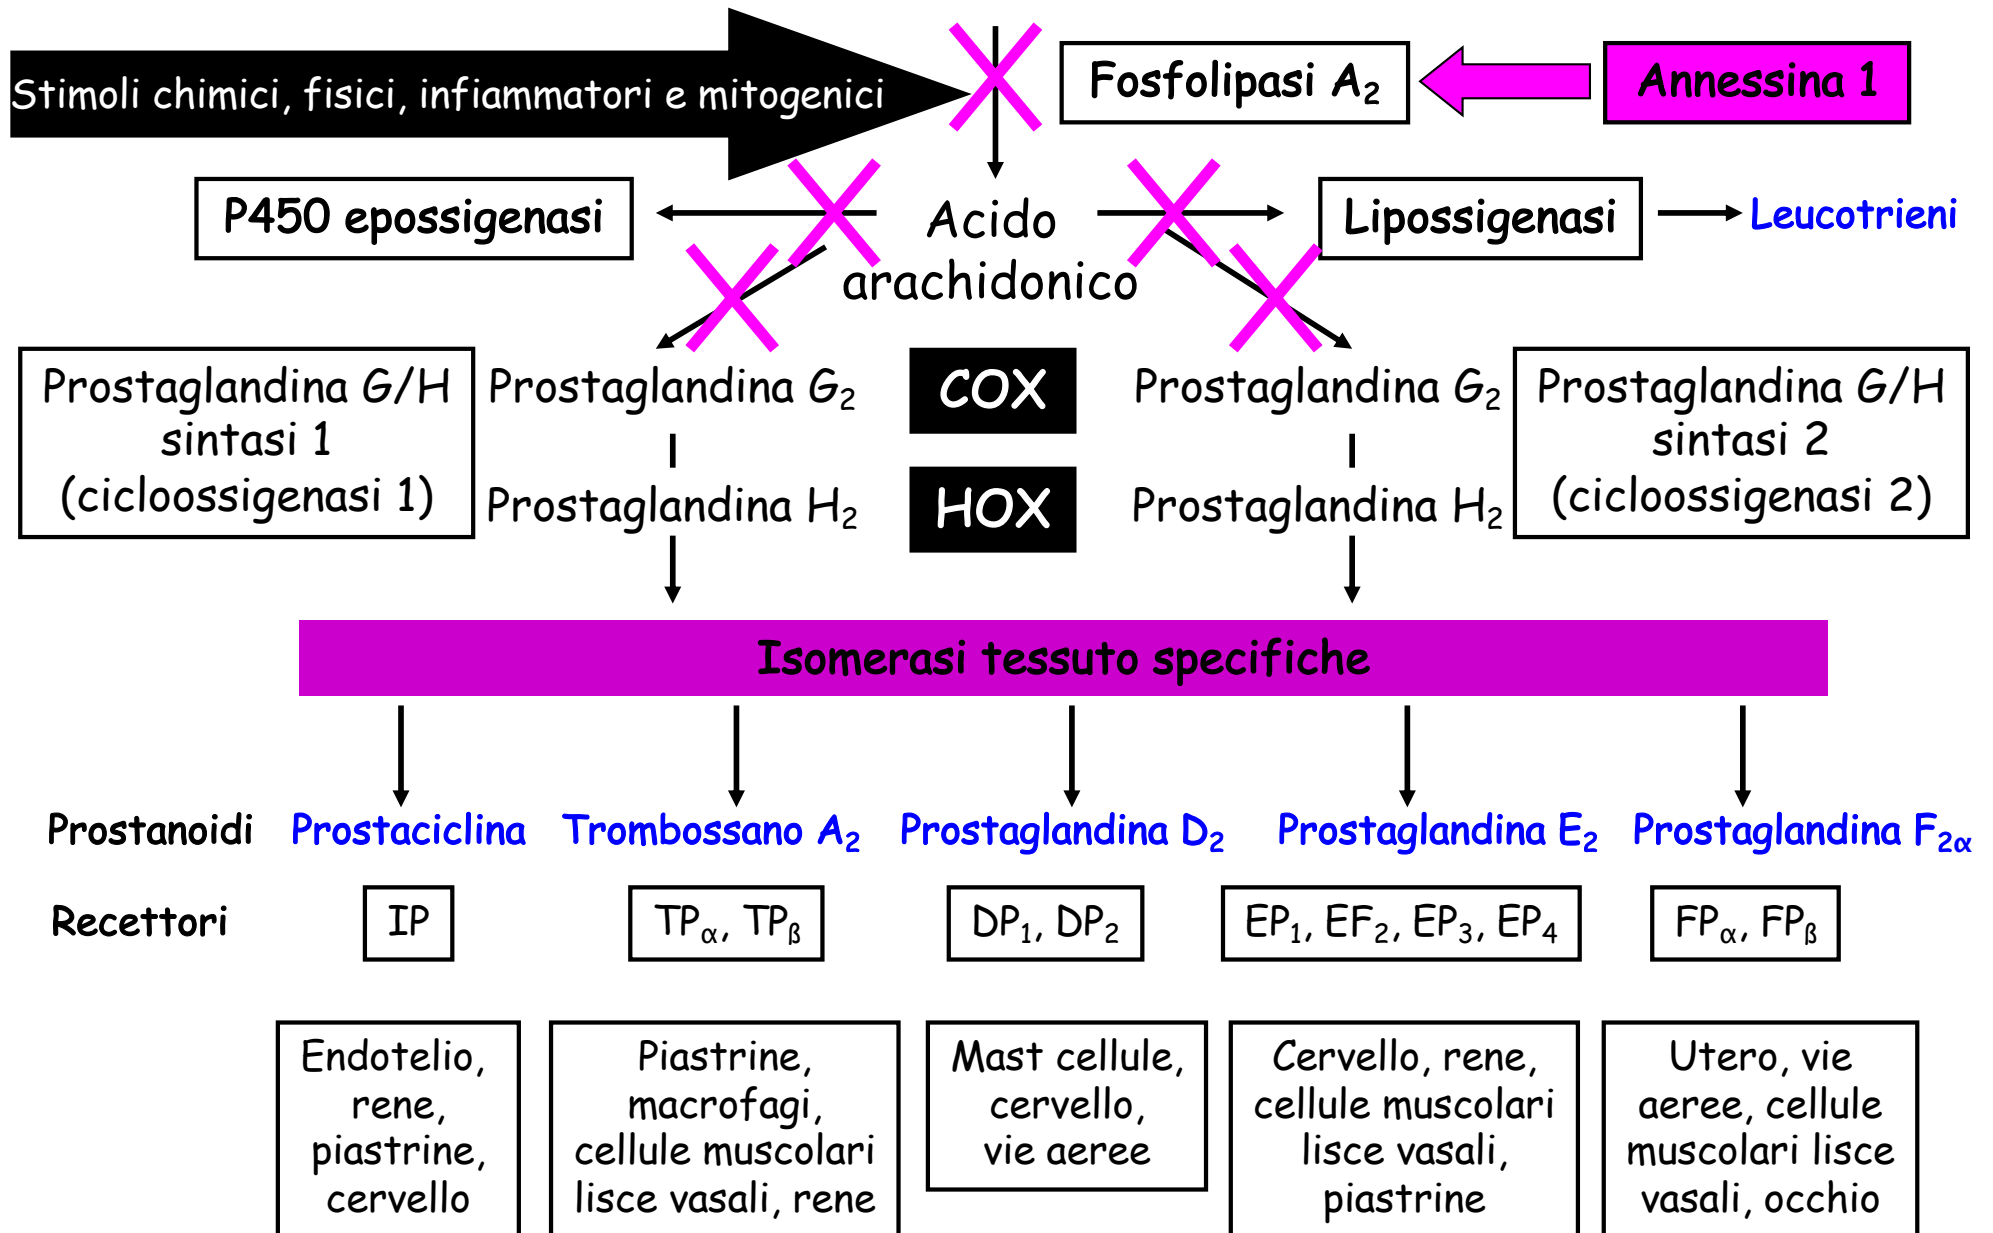 Stimoli chimici, fisici, infiammatori e mitogenici
Fosfolipasi A₂
Annessina 1
P450 epossigenasi
Acido
arachidonico
Lipossigenasi
Leucotrieni
Prostaglandina G/H
sintasi 1
(cicloossigenasi 1)
Prostaglandina G₂
COX
Prostaglandina G₂
Prostaglandina G/H
sintasi 2
(cicloossigenasi 2)
Prostaglandina H₂
HOX
Prostaglandina H₂
Isomerasi tessuto specifiche
Prostanoidi
Prostaciclina
Trombossano A₂
Prostaglandina D₂
Prostaglandina E₂
Prostaglandina F₂α
Recettori
IP
TPα, TPß
DP₁, DP₂
EP₁, EF₂, EP₃, EP₄
FPα, FPß
Endotelio,
rene,
piastrine,
cervello
Piastrine,
macrofagi,
cellule muscolari
lisce vasali, rene
Mast cellule,
cervello,
vie aeree
Cervello, rene,
cellule muscolari
lisce vasali,
piastrine
Utero, vie
aeree, cellule
muscolari lisce
vasali, occhio